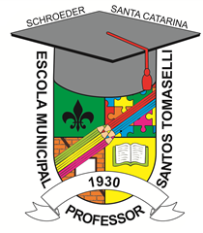 SCHROEDER
SANTA CATARINA
ESCOLA MUNICIPAL
SANTOS TOMASELLI
1930
PROFESSOR